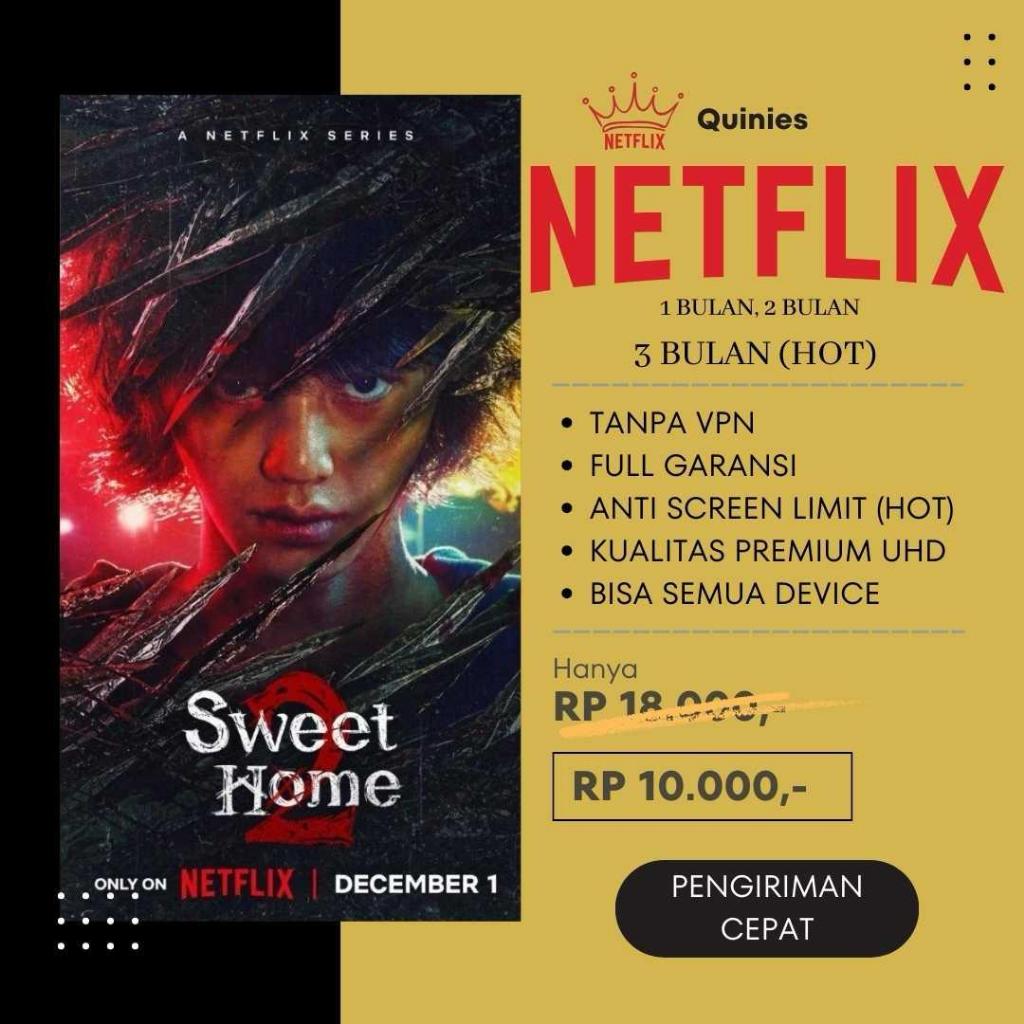 A NETFLIX SERIES
Sweet
Home
2
ONLY ON NETFLIX | DECEMBER 1
NETFLIX
Quinies
NETFLIX
1 BULAN, 2 BULAN
3 BULAN (HOT)
• TANPA VPN
• FULL GARANSI
• ANTI SCREEN LIMIT (HOT)
• KUALITAS PREMIUM UHD
• BISA SEMUA DEVICE
Hanya
RP 18.000,-
RP 10.000,-
PENGIRIMAN
CEPAT